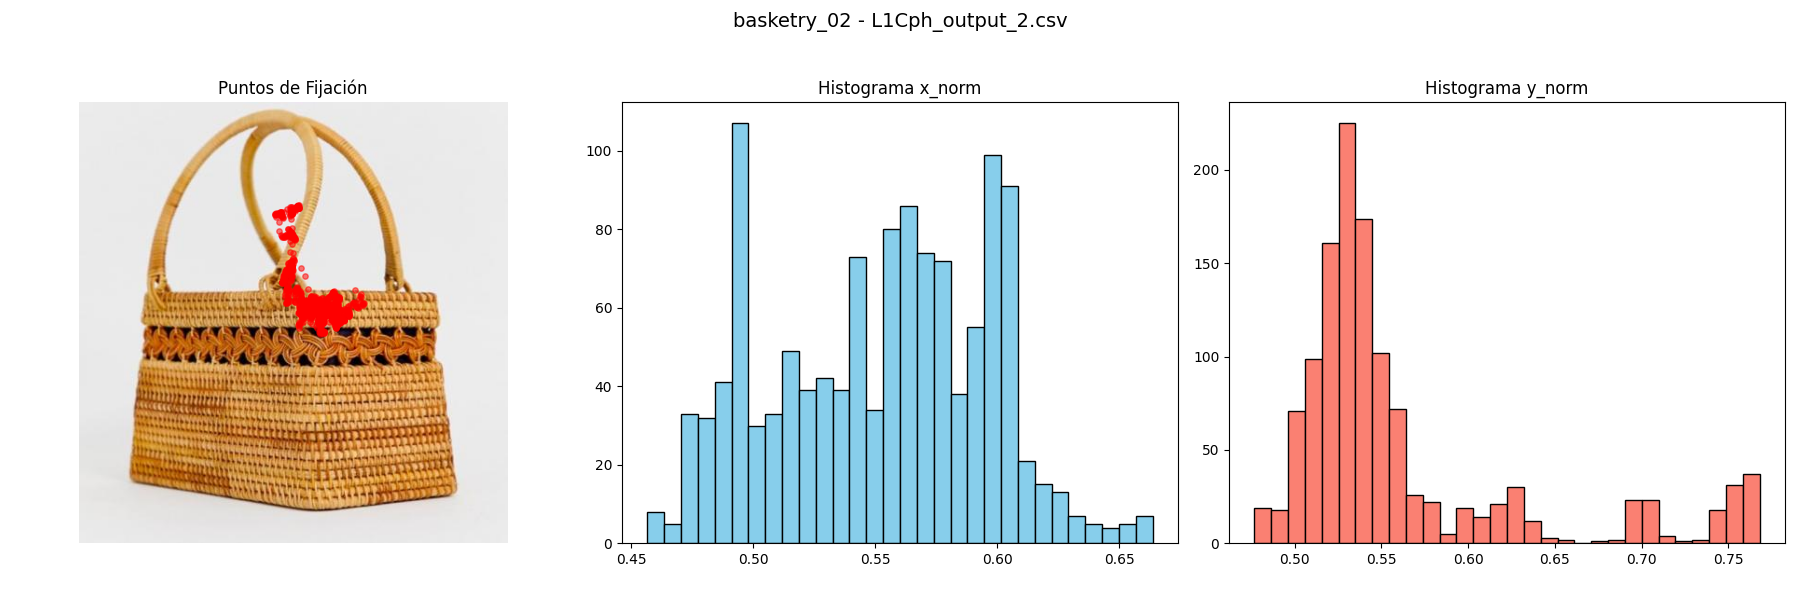 basketry_02 - L1Cph_output_2.csv
Puntos de Fijación
Histograma x_norm
Histograma y_norm
100
80
60
40
20
0
0.45 0.50 0.55 0.60 0.65
200
150
100
50
0
0.50 0.55 0.60 0.65 0.70 0.75